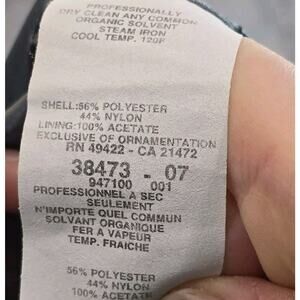 PROFESSIONALLY
DRY CLEAN ANY COMMON
ORGANIC SOLVENT
STEAM IRON
COOL TEMP. 120F
SHELL:56% POLYESTER
44% NYLON
LINING:100% ACETATE
EXCLUSIVE OF ORNAMENTATION
RN 49422 - CA 21472
38473 - 07
947100 001
PROFESSIONNEL A SEC
SEULEMENT
N'IMPORTE QUEL COMMUN
SOLVANT ORGANIQUE
FER A VAPEUR
TEMP. FRAICHE
56% POLYESTER
44% NYLON
100% ACETATE